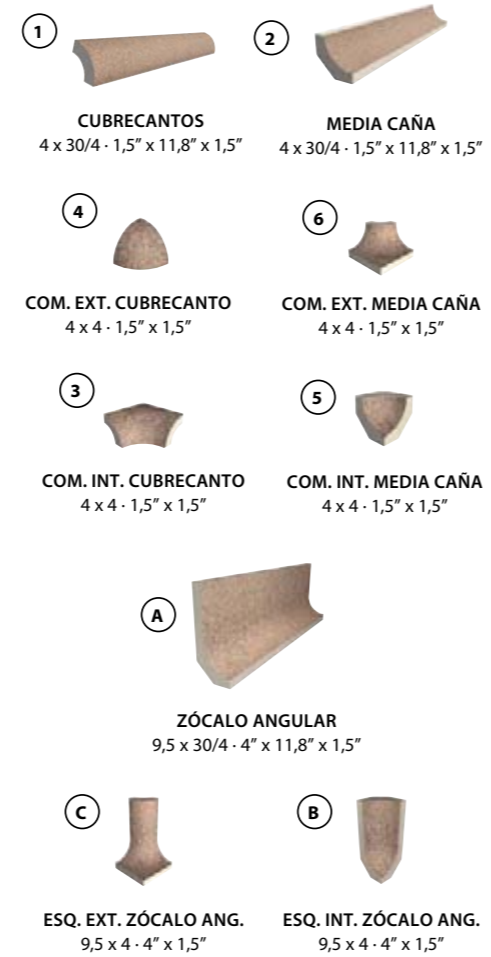 1
CUBRECANTOS
4 x 30/4 · 1,5” x 11,8” x 1,5”
2
MEDIA CAÑA
4 x 30/4 · 1,5” x 11,8” x 1,5”
4
COM. EXT. CUBRECANTO
4 x 4 · 1,5” x 1,5”
6
COM. EXT. MEDIA CAÑA
4 x 4 · 1,5” x 1,5”
3
COM. INT. CUBRECANTO
4 x 4 · 1,5” x 1,5”
5
COM. INT. MEDIA CAÑA
4 x 4 · 1,5” x 1,5”
A
ZÓCALO ANGULAR
9,5 x 30/4 · 4” x 11,8” x 1,5”
C
ESQ. EXT. ZÓCALO ANG.
9,5 x 4 · 4” x 1,5”
B
ESQ. INT. ZÓCALO ANG.
9,5 x 4 · 4” x 1,5”